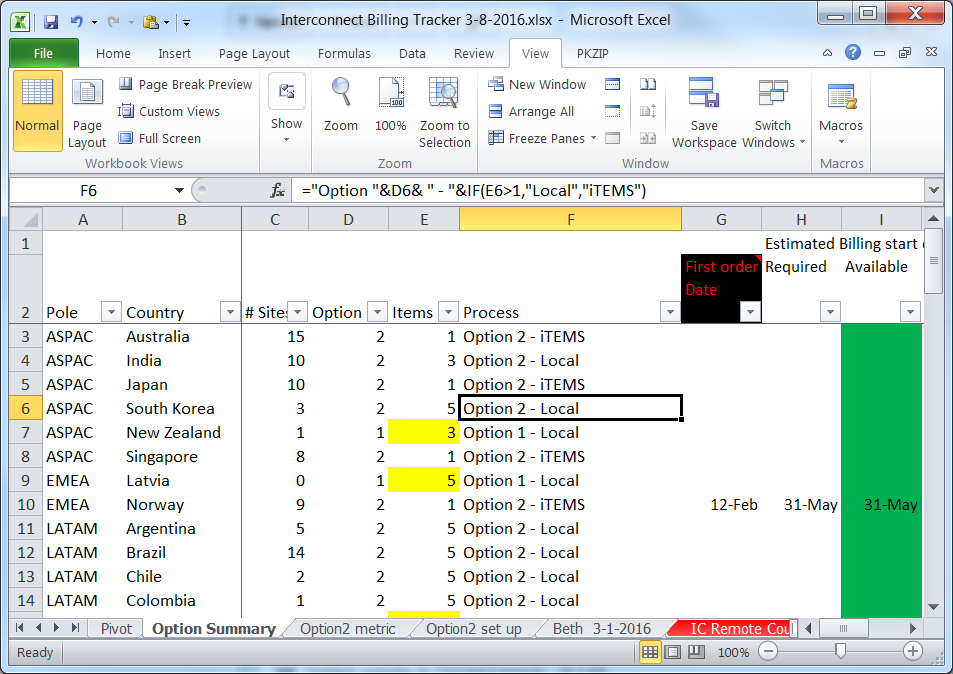 Interconnect Billing Tracker 3-8-2016.xlsx - Microsoft Excel
File Home Insert Page Layout Formulas Data Review View PKZIP
Normal
Page Layout
Page Break Preview
Custom Views
Full Screen
Workbook Views
Show
Zoom
100%
Zoom to Selection
Zoom
New Window
Arrange All
Freeze Panes
Save Workspace
Switch Windows
Window
Macros
Macros
F6 fx ="Option "&D6& " - "&IF(E6>1,"Local","iTEMS")
A B C D E F G H I
1 Estimated Billing start
First order Required Available
Date
2 Pole Country # Sites Option Items Process
3 ASPAC Australia 15 2 1 Option 2 - iTEMS
4 ASPAC India 10 2 3 Option 2 - Local
5 ASPAC Japan 10 2 1 Option 2 - iTEMS
6 ASPAC South Korea 3 2 5 Option 2 - Local
7 ASPAC New Zealand 1 1 3 Option 1 - Local
8 ASPAC Singapore 8 2 1 Option 2 - iTEMS
9 EMEA Latvia 0 1 5 Option 1 - Local
10 EMEA Norway 9 2 1 Option 2 - iTEMS 12-Feb 31-May 31-May
11 LATAM Argentina 5 2 5 Option 2 - Local
12 LATAM Brazil 14 2 5 Option 2 - Local
13 LATAM Chile 2 2 5 Option 2 - Local
14 LATAM Colombia 1 2 5 Option 2 - Local
Pivot Option Summary Option2 metric Option2 set up Beth 3-1-2016 IC Remote Cou
Ready 100%